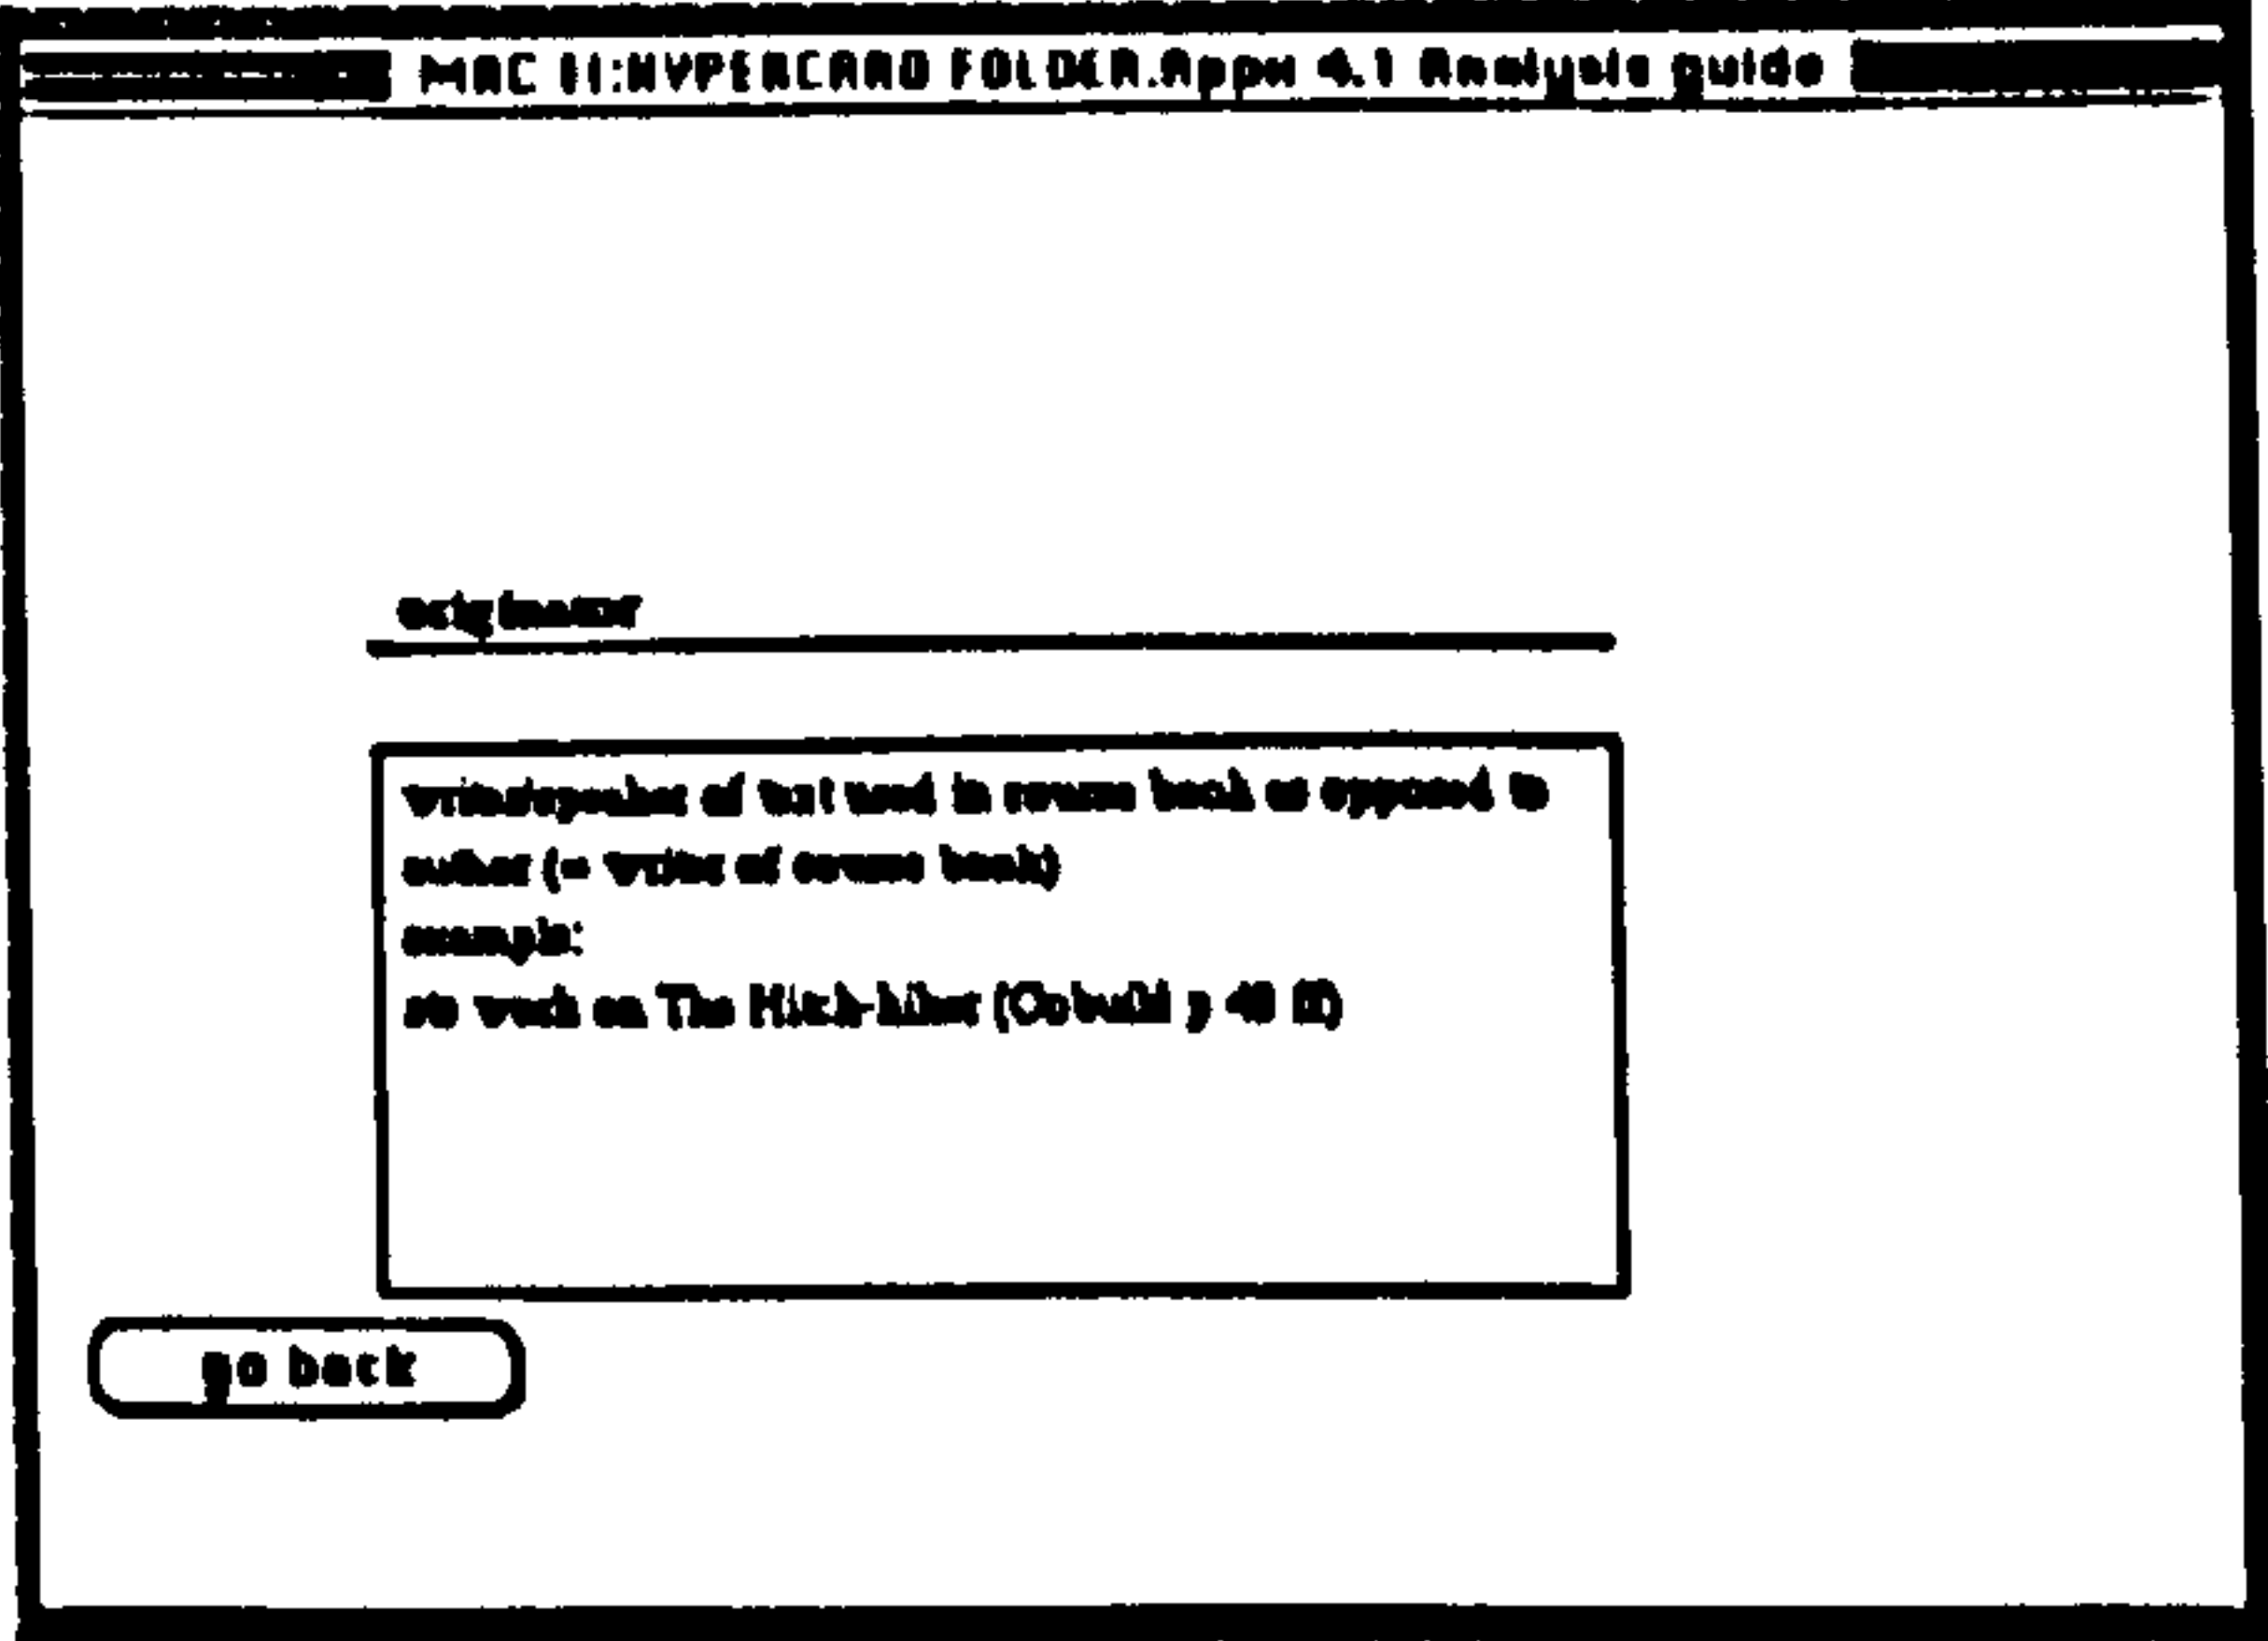 MAC II:HYPERCARD FOLDER:Appx 4.1 Analysis guide
originator
writer/speaker of text used in course book as opposed to
author (= writer of course book)
example:
work on The Hitch-hiker (Cobuild
go back